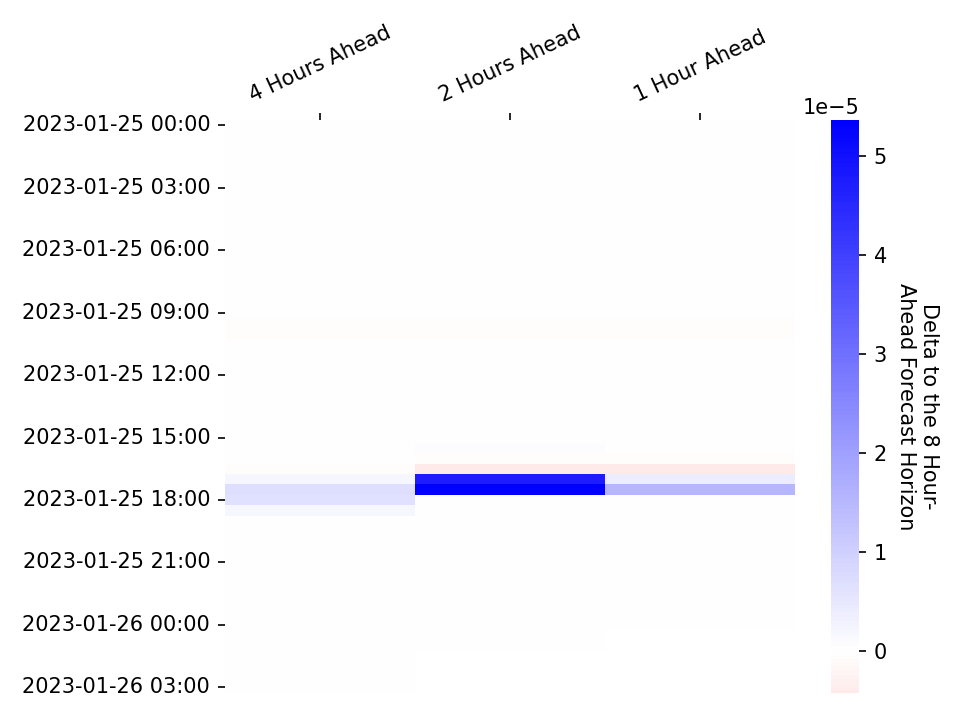 4 Hours Ahead
2 Hours Ahead
1 Hour Ahead
1e−5
2023-01-25 00:00
2023-01-25 03:00
2023-01-25 06:00
2023-01-25 09:00
2023-01-25 12:00
2023-01-25 15:00
2023-01-25 18:00
2023-01-25 21:00
2023-01-26 00:00
2023-01-26 03:00
5
4
3
2
1
0
Delta to the 8 Hour-
Ahead Forecast Horizon